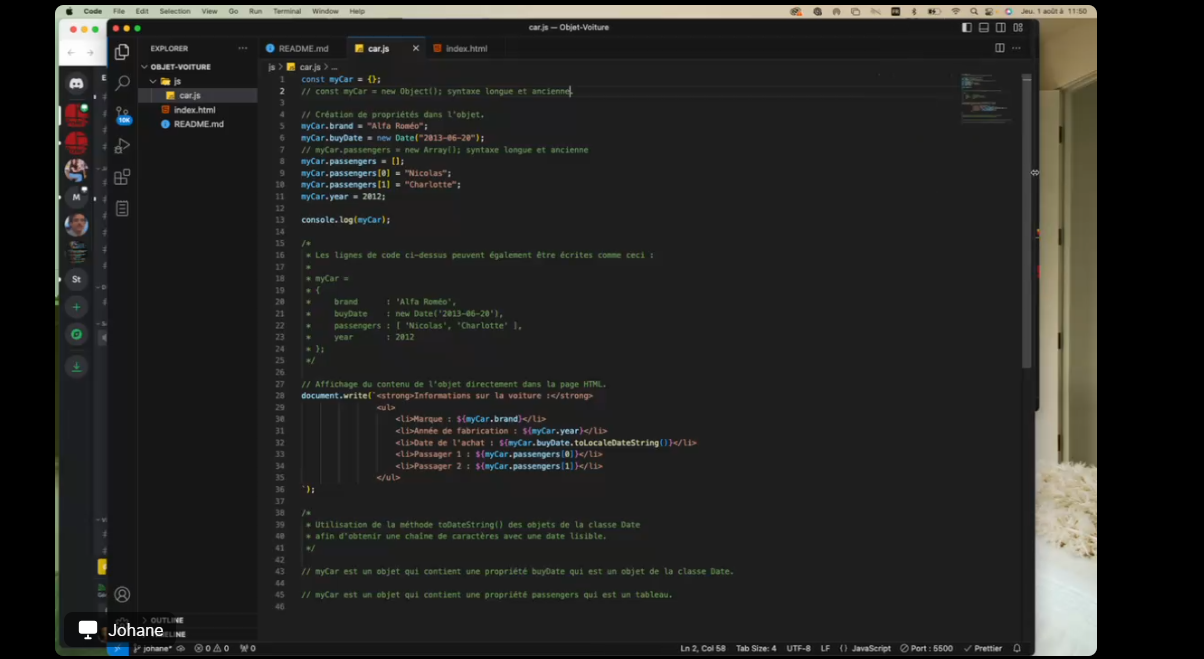 Code File Edit Selection View Go Run Terminal Window Help
Jeu. 1 août à 11:50
car.js — Objet-Voiture
EXPLORER
OBJET-VOITURE
js
car.js
index.html
README.md
10K
M
St
README.md
car.js
index.html
js > car.js > ...
1 const myCar = {};
2 // const myCar = new Object(); syntaxe longue et ancienne.
3
4 // Création de propriétés dans l'objet.
5 myCar.brand = "Alfa Roméo";
6 myCar.buyDate = new Date("2013-06-20");
7 // myCar.passengers = new Array(); syntaxe longue et ancienne
8 myCar.passengers = [];
9 myCar.passengers[0] = "Nicolas";
10 myCar.passengers[1] = "Charlotte";
11 myCar.year = 2012;
12
13 console.log(myCar);
14
15 /*
16 * Les lignes de code ci-dessus peuvent également être écrites comme ceci :
17 *
18 * myCar =
19 * {
20 * brand : 'Alfa Roméo',
21 * buyDate : new Date('2013-06-20'),
22 * passengers : [ 'Nicolas', 'Charlotte' ],
23 * year : 2012
24 * };
25 */
26
27 // Affichage du contenu de l'objet directement dans la page HTML.
28 document.write(`<strong>Informations sur la voiture :</strong>
29 <ul>
30 <li>Marque : ${myCar.brand}</li>
31 <li>Année de fabrication : ${myCar.year}</li>
32 <li>Date de l'achat : ${myCar.buyDate.toLocaleDateString()}</li>
33 <li>Passager 1 : ${myCar.passengers[0]}</li>
34 <li>Passager 2 : ${myCar.passengers[1]}</li>
35 </ul>
36 `);
37
38 /*
39 * Utilisation de la méthode toDateString() des objets de la classe Date
40 * afin d'obtenir une chaîne de caractères avec une date lisible.
41 */
42
43 // myCar est un objet qui contient une propriété buyDate qui est un objet de la classe Date.
44
45 // myCar est un objet qui contient une propriété passengers qui est un tableau.
46
OUTLINE
Johane
johane* 0 0 0
Ln 2, Col 58 Tab Size: 4 UTF-8 LF {} JavaScript Port : 5500 Prettier